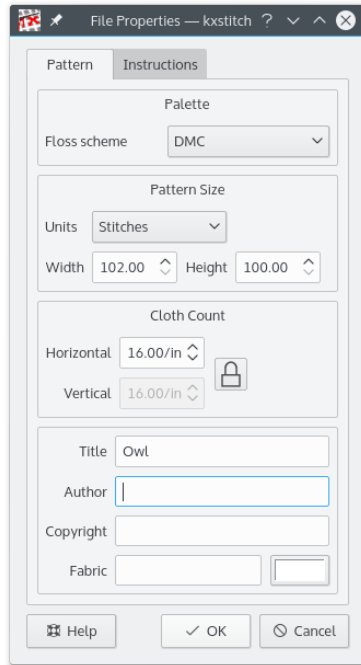 File Properties — kxstitch ?
Pattern Instructions
Palette
Floss scheme DMC
Pattern Size
Units Stitches
Width 102.00 Height 100.00
Cloth Count
Horizontal 16.00/in
Vertical 16.00/in
Title Owl
Author
Copyright
Fabric
Help OK Cancel